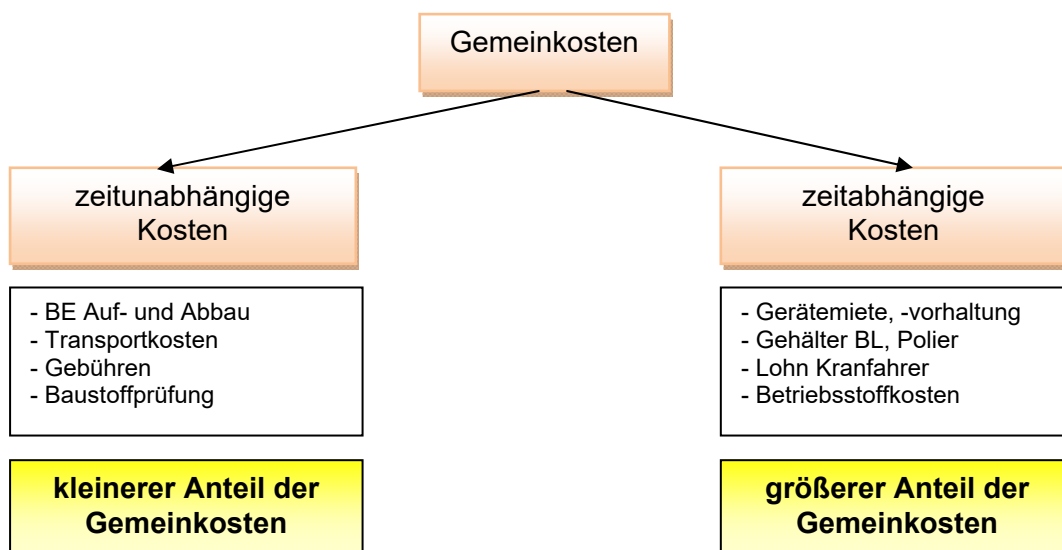 Gemeinkosten
zeitunabhängige
Kosten
- BE Auf- und Abbau
- Transportkosten
- Gebühren
- Baustoffprüfung
kleinerer Anteil der
Gemeinkosten
zeitabhängige
Kosten
- Gerätemiete, -vorhaltung
- Gehälter BL, Polier
- Lohn Kranfahrer
- Betriebsstoffkosten
größerer Anteil der
Gemeinkosten